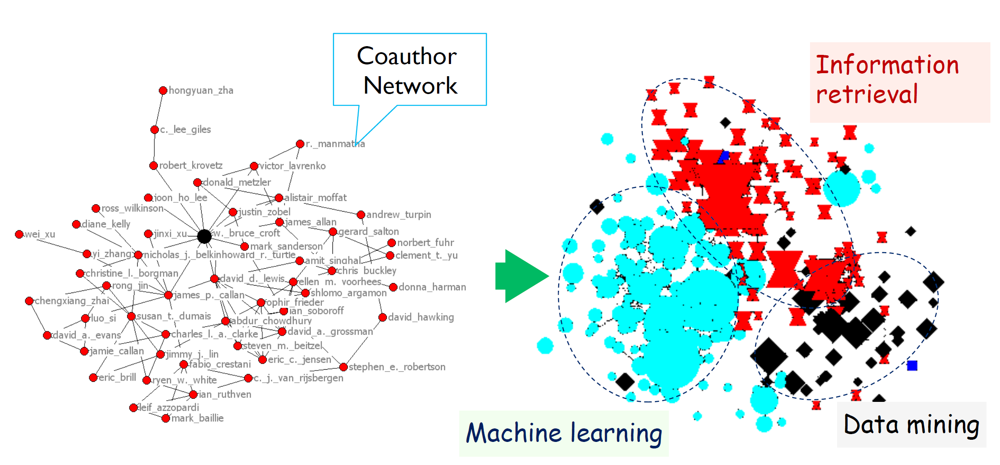 Coauthor
Network
Information
retrieval
hongyuan_zha
c._lee_giles
r._manmatha
robert_krovetz
victor_lavrenko
donald_metzler
joon_ho_lee
alistair_moffat
ross_wilkinson
justin_zobel
andrew_turpin
diane_kelly
james_allan
wei_xu
jinxi_xu
w._bruce_croft
gerard_salton
mark_sanderson
norbert_fuhr
yi_zhang
nicholas_j._belkin
howard_r._turtle
clement_t._yu
amit_singhal
christine_l._borgman
chris_buckley
david_d._lewis
ellen_m._voorhees
rong_jin
donna_harman
james_p._callan
shlomo_argamon
chengxiang_zhai
ophir_frieder
ian_soboroff
luo_si
susan_t._dumais
david_hawking
abdur_chowdhury
david_a._evans
charles_l._a._clarke
david_a._grossman
steven_m._beitzel
jamie_callan
jimmy_j._lin
eric_c._jensen
fabio_crestani
stephen_e._robertson
eric_brill
ryen_w._white
c._j._van_rijsbergen
ian_ruthven
leif_azzopardi
mark_baillie
Machine learning
Data mining